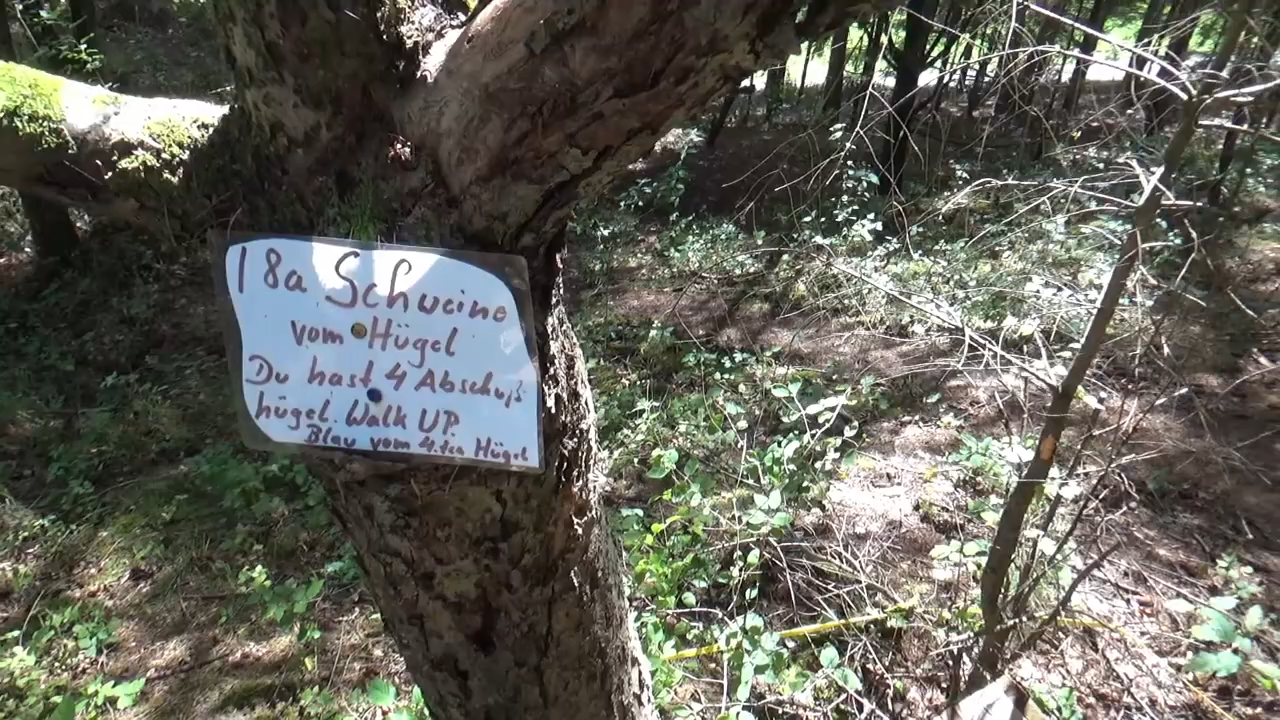 18a Schweine
vom Hügel
Du hast 4 Abschuß
hügel. Walk UP.
Blau vom 4.ten Hügel